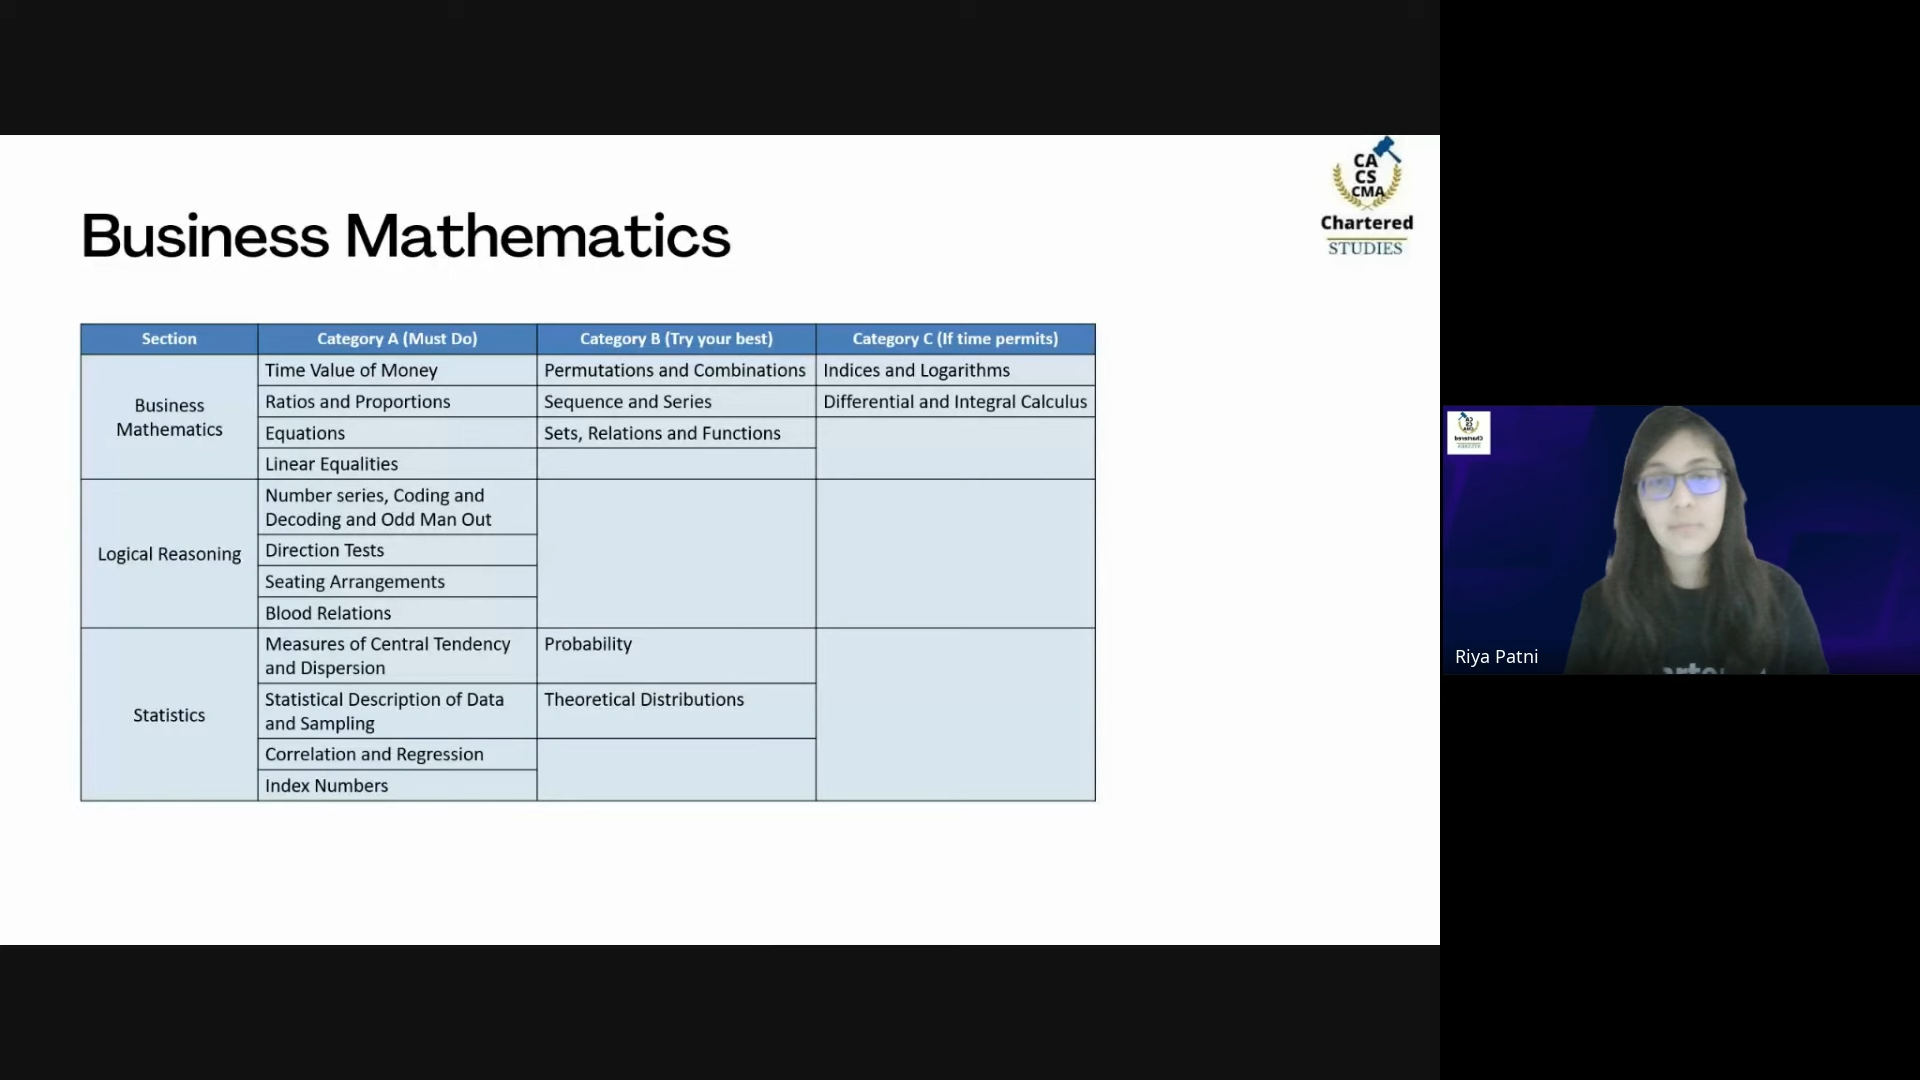 CA
CS
CMA
Chartered
STUDIES
Business Mathematics
Section
Category A (Must Do)
Category B (Try your best)
Category C (If time permits)
Business
Mathematics
Time Value of Money
Permutations and Combinations
Indices and Logarithms
Ratios and Proportions
Sequence and Series
Differential and Integral Calculus
Equations
Sets, Relations and Functions
Linear Equalities
Logical Reasoning
Number series, Coding and
Decoding and Odd Man Out
Direction Tests
Seating Arrangements
Blood Relations
Statistics
Measures of Central Tendency
and Dispersion
Probability
Statistical Description of Data
and Sampling
Theoretical Distributions
Correlation and Regression
Index Numbers
Riya Patni